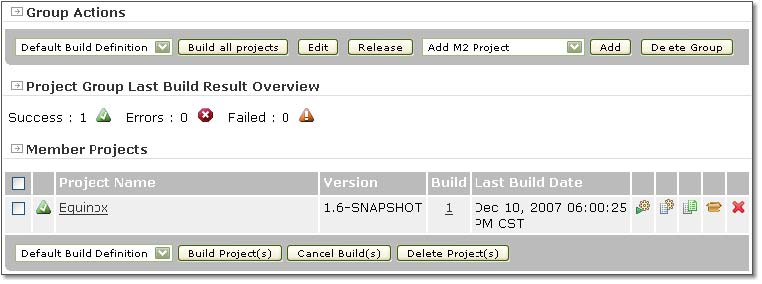 Group Actions
Default Build Definition Build all projects Edit Release Add M2 Project Add Delete Group
Project Group Last Build Result Overview
Success : 1 Errors : 0 Failed : 0
Member Projects
Project Name Version Build Last Build Date
Equinox 1.6-SNAPSHOT 1 Dec 10, 2007 06:00:25
PM CST
Default Build Definition Build Project(s) Cancel Build(s) Delete Project(s)